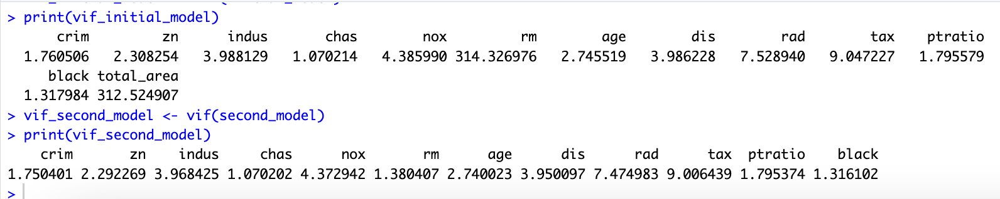 > print(vif_initial_model)
crim zn indus chas nox rm age dis rad tax ptratio
1.760506 2.308254 3.988129 1.070214 4.385990 314.326976 2.745519 3.986228 7.528940 9.047227 1.795579
black total_area
1.317984 312.524907
> vif_second_model <- vif(second_model)
> print(vif_second_model)
crim zn indus chas nox rm age dis rad tax ptratio black
1.750401 2.292269 3.968425 1.070202 4.372942 1.380407 2.740023 3.950097 7.474983 9.006439 1.795374 1.316102
>